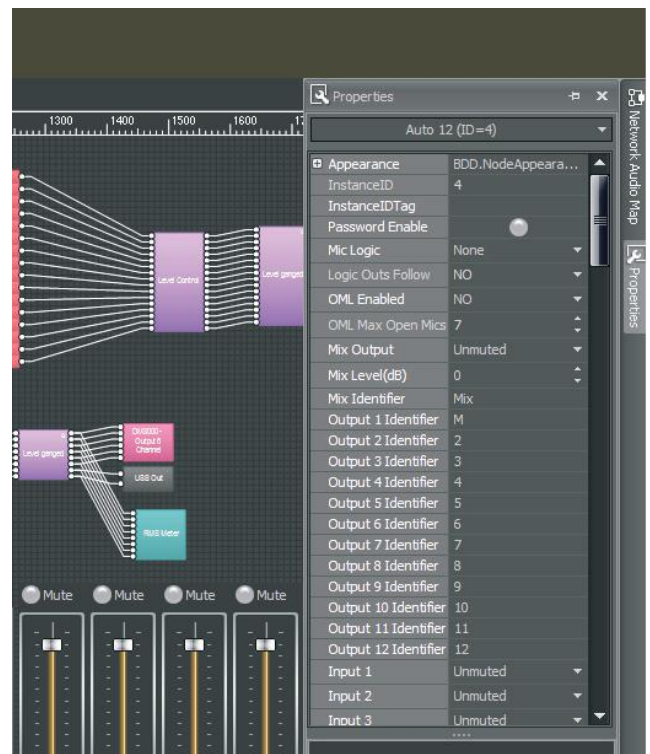 Properties
Auto 12 (ID=4)
1300 1400 1500 1600 17
Appearance BDD.NodeAppeara...
InstanceID 4
InstanceIDTag
Password Enable
Mic Logic None
Logic Outs Follow NO
OML Enabled NO
OML Max Open Mics 7
Mix Output Unmuted
Mix Level(dB) 0
Mix Identifier Mix
Output 1 Identifier M
Output 2 Identifier 2
Output 3 Identifier 3
Output 4 Identifier 4
Output 5 Identifier 5
Output 6 Identifier 6
Output 7 Identifier 7
Output 8 Identifier 8
Output 9 Identifier 9
Output 10 Identifier 10
Output 11 Identifier 11
Output 12 Identifier 12
Input 1 Unmuted
Input 2 Unmuted
Input 3 Unmuted
Network Audio Map
Properties
Level Control
Level ganged
Level ganged
Output 6
Channel
USB Out
RMS Meter
Mute Mute Mute Mute